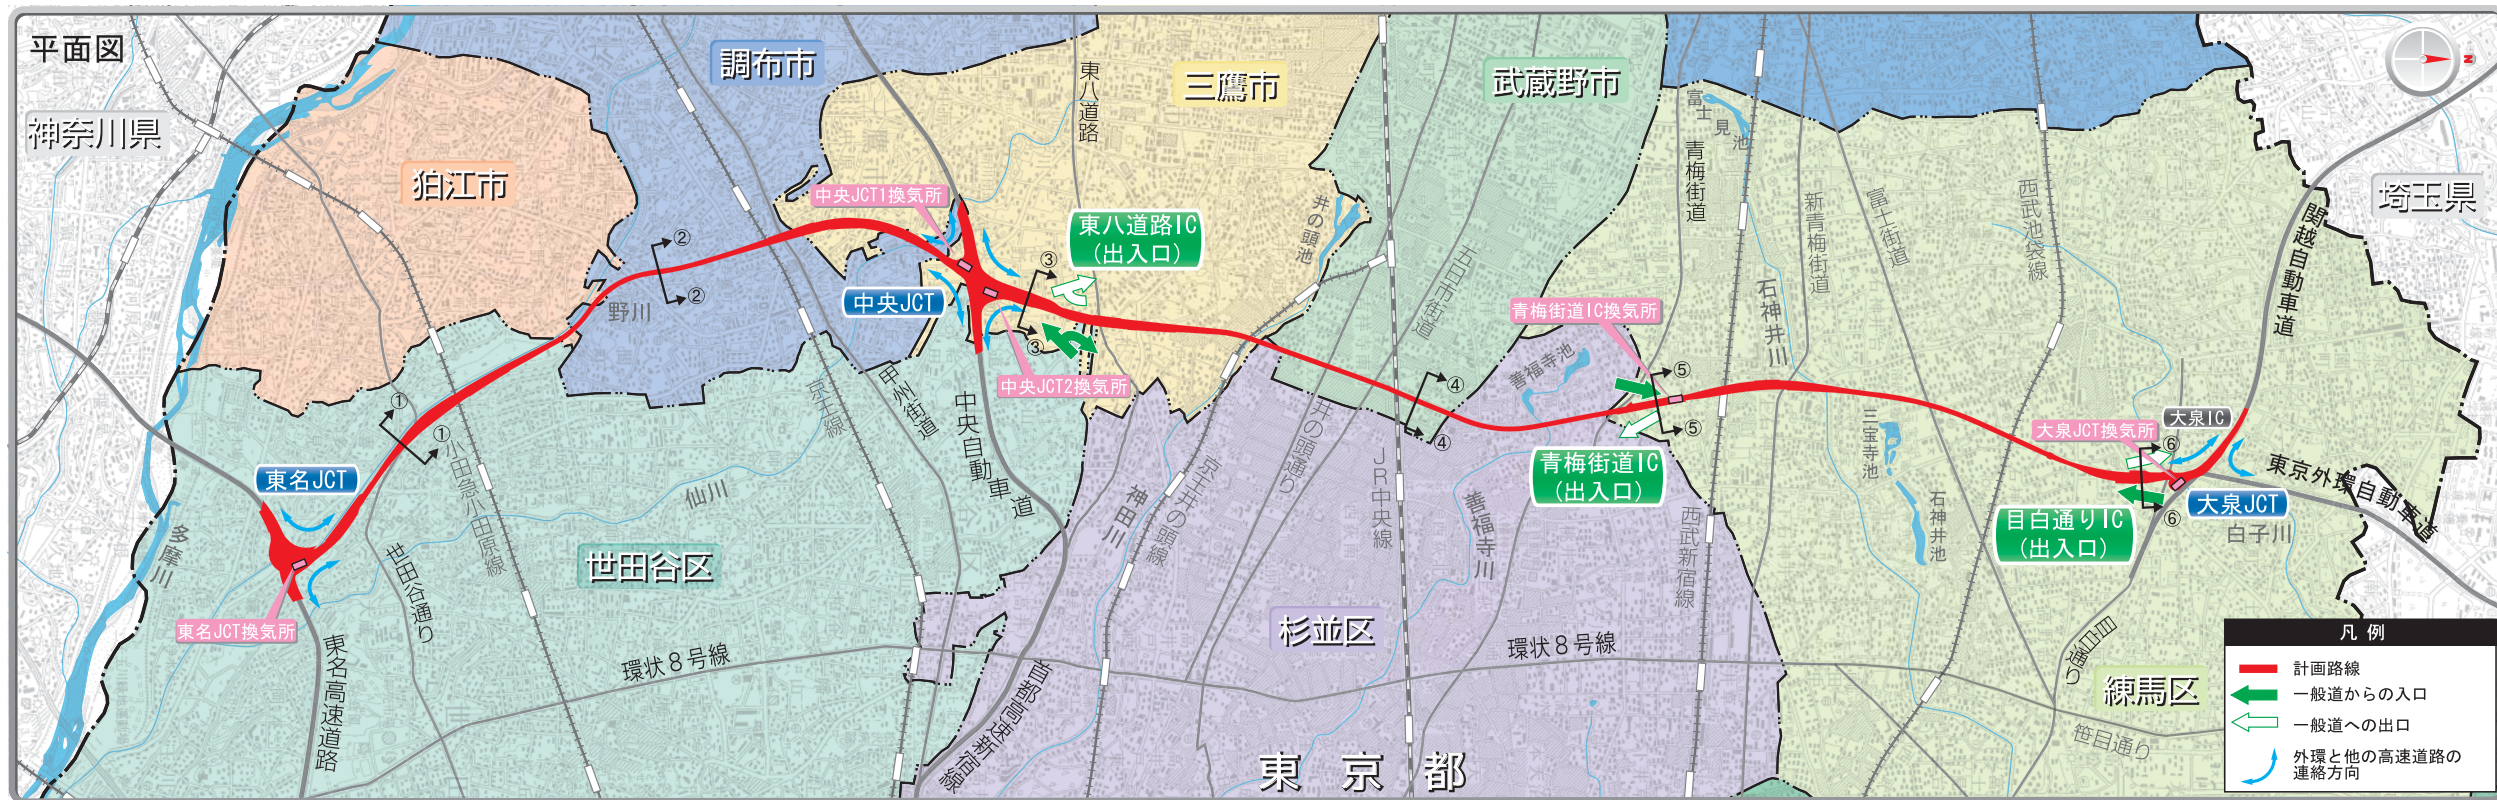 平面図
神奈川県
狛江市
調布市
三鷹市
武蔵野市
埼玉県
東八道路
富士見池
青梅街道
新青梅街道
富士街道
西武池袋線
関越自動車道
井の頭池
五日市街道
石神井川
中央JCT1換気所
東八道路IC
(出入口)
中央JCT
中央JCT2換気所
野川
①
①
②
②
③
③
④
④
⑤
⑤
⑥
⑥
青梅街道IC換気所
善福寺池
青梅街道IC
(出入口)
三宝寺池
石神井池
大泉JCT換気所
大泉IC
大泉JCT
目白通りIC
(出入口)
東京外環自動車道
白子川
東名JCT
東名JCT換気所
多摩川
小田急小田原線
世田谷通り
世田谷区
仙川
京王線
甲州街道
中央自動車道
神田川
京王井の頭線
井の頭通り
JR中央線
善福寺川
西武新宿線
東名高速道路
環状8号線
首都高速新宿線
杉並区
環状8号線
東京都
目白通り
練馬区
笹目通り
N
凡例
計画路線
一般道からの入口
一般道への出口
外環と他の高速道路の
連絡方向